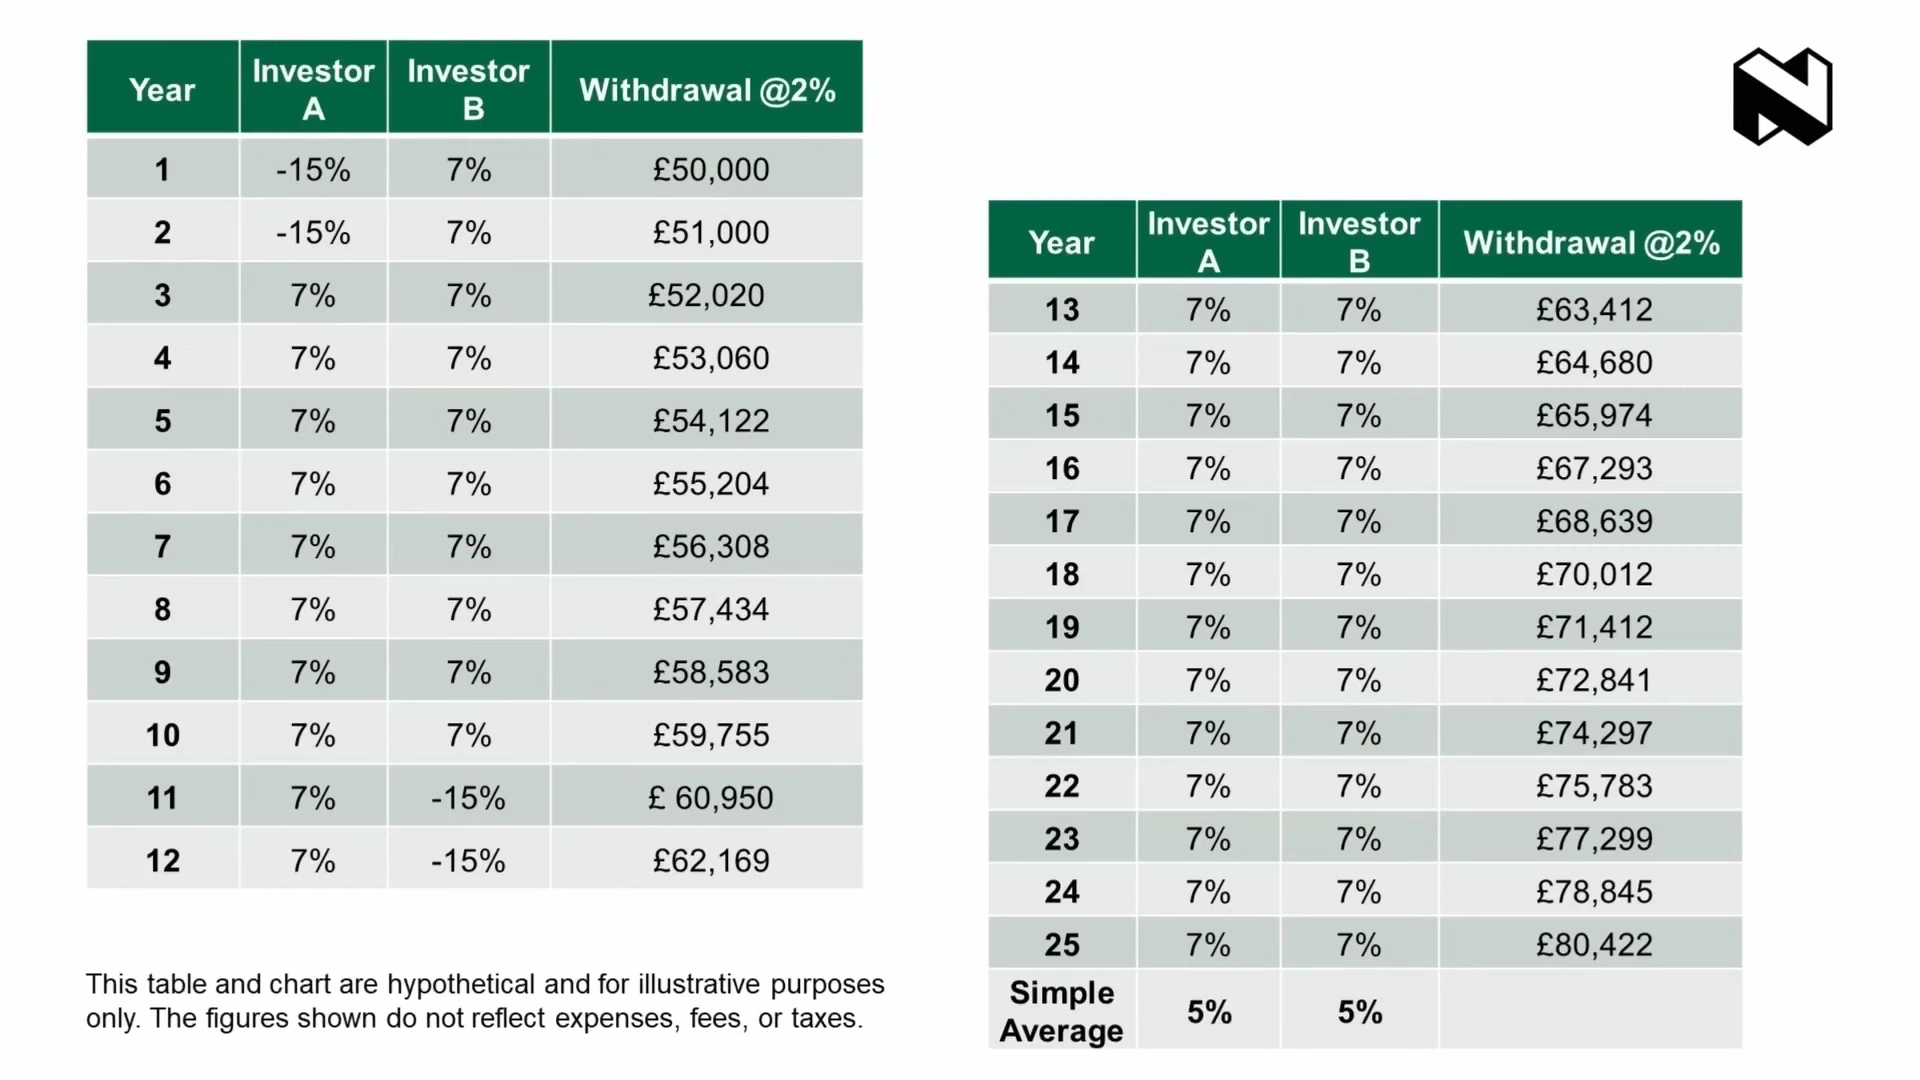 Year Investor A Investor B Withdrawal @2%
1 -15% 7% £50,000
2 -15% 7% £51,000
3 7% 7% £52,020
4 7% 7% £53,060
5 7% 7% £54,122
6 7% 7% £55,204
7 7% 7% £56,308
8 7% 7% £57,434
9 7% 7% £58,583
10 7% 7% £59,755
11 7% -15% £ 60,950
12 7% -15% £62,169
This table and chart are hypothetical and for illustrative purposes
only. The figures shown do not reflect expenses, fees, or taxes.
Year Investor A Investor B Withdrawal @2%
13 7% 7% £63,412
14 7% 7% £64,680
15 7% 7% £65,974
16 7% 7% £67,293
17 7% 7% £68,639
18 7% 7% £70,012
19 7% 7% £71,412
20 7% 7% £72,841
21 7% 7% £74,297
22 7% 7% £75,783
23 7% 7% £77,299
24 7% 7% £78,845
25 7% 7% £80,422
Simple Average 5% 5%